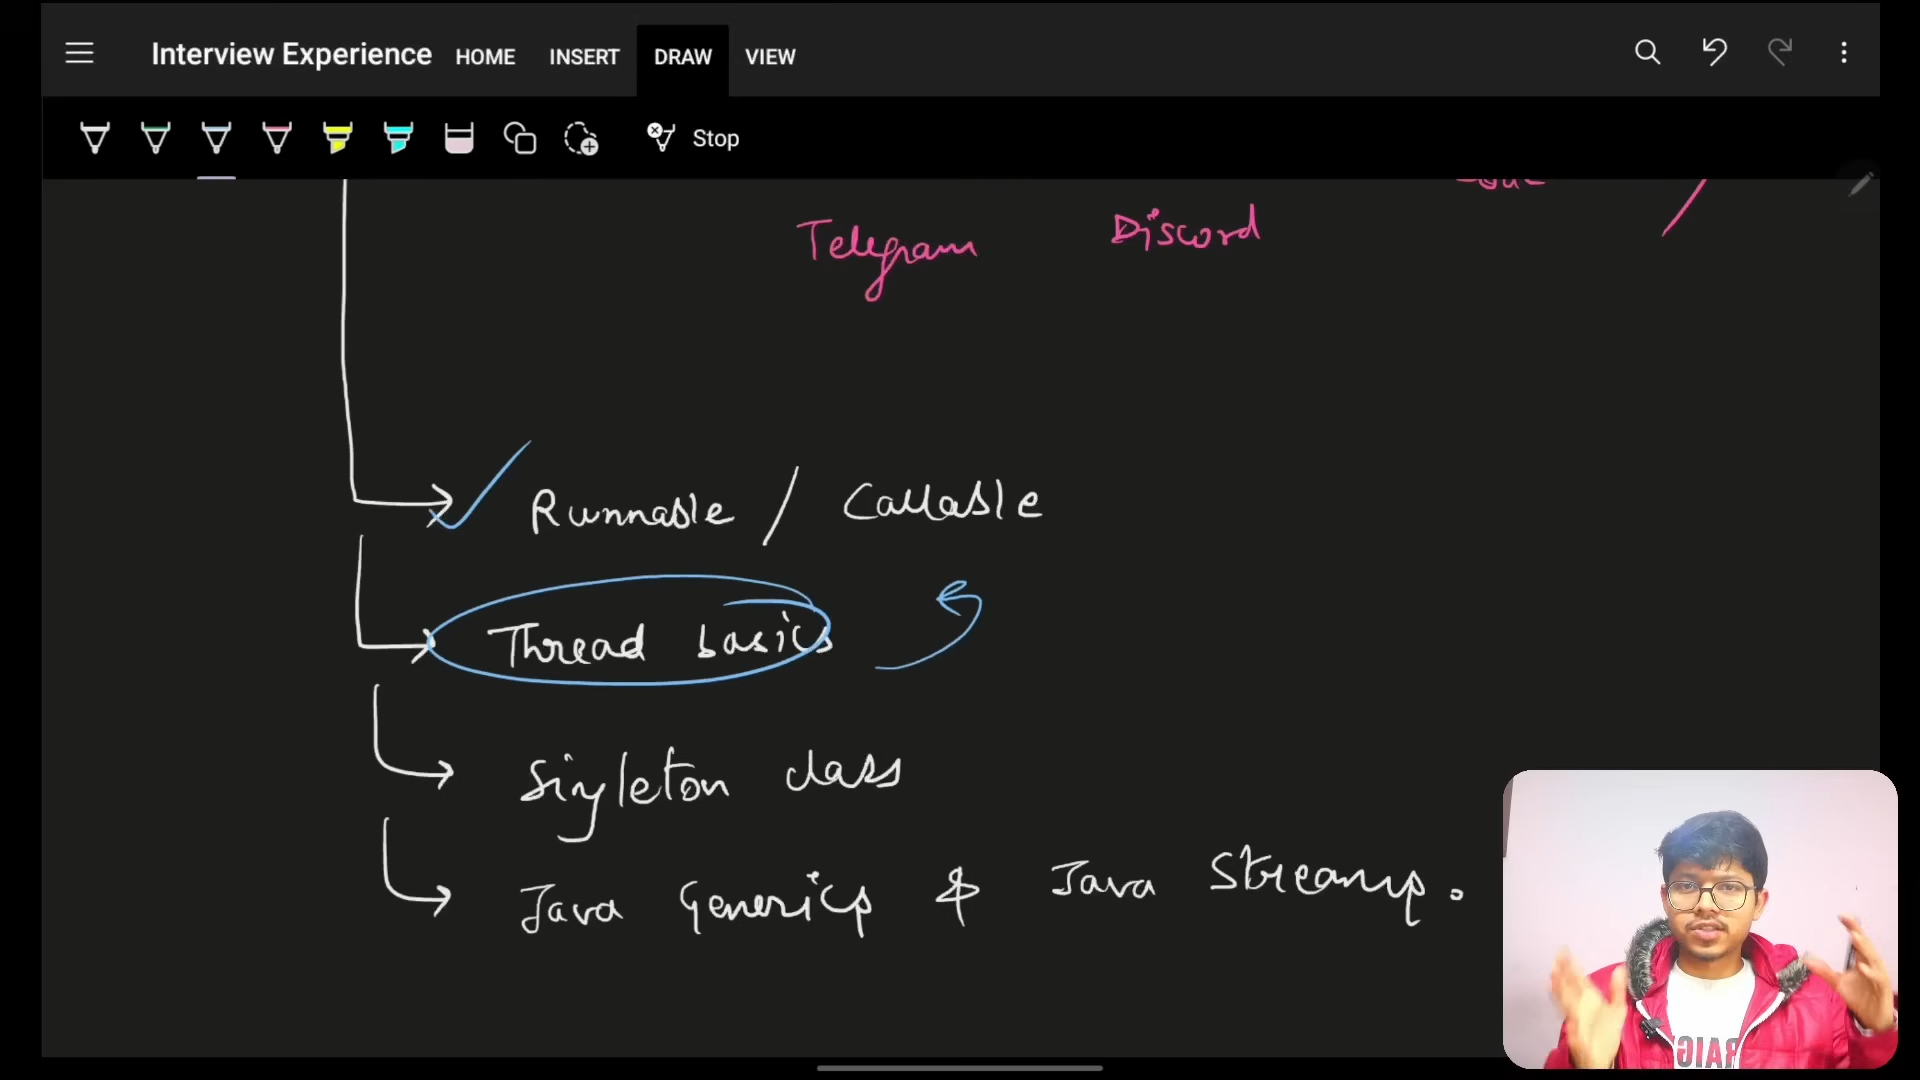 Interview Experience HOME INSERT DRAW VIEW
Stop
Telegram Discord
Runnable / Callable
Thread basics
Singleton class
Java Generics & Java Streams.